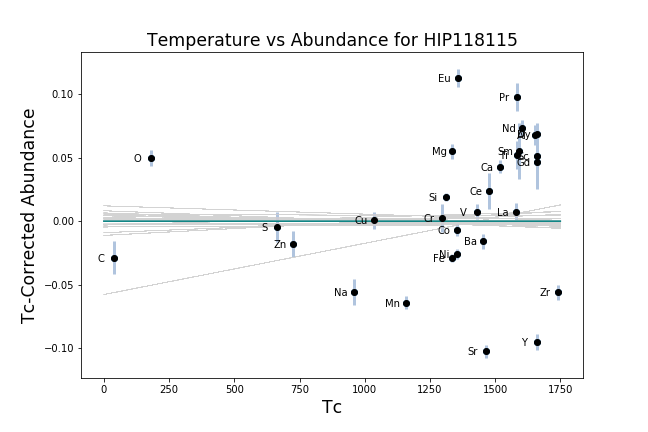 Temperature vs Abundance for HIP118115
Tc-Corrected Abundance
0.10
0.05
0.00
−0.05
−0.10
Eu
Pr
Nd
Dy
O
Mg
Sm
Sc
Gd
Ca
Ce
Si
V
La
Cr
Cu
S
Co
Zn
Ba
Ni
Fe
C
Na
Mn
Zr
Y
Sr
0
250
500
750
1000
1250
1500
1750
Tc